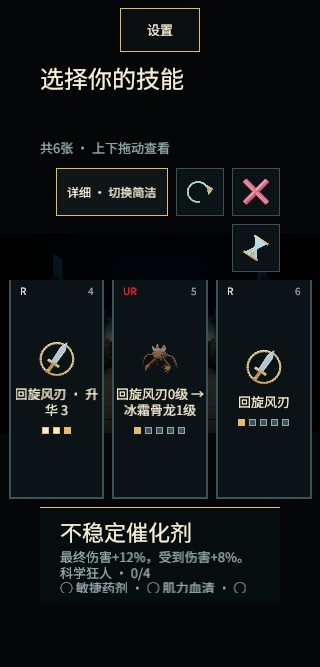 设置
选择你的技能
共6张 · 上下拖动查看
详细 · 切换简洁
R 4
UR 5
R 6
回旋风刃 · 升华 3
回旋风刃0级 → 冰霜骨龙1级
回旋风刃
不稳定催化剂
最终伤害+12%，受到伤害+8%。
科学狂人 · 0/4
〇 敏捷药剂 · 〇 肌力血清 · 〇